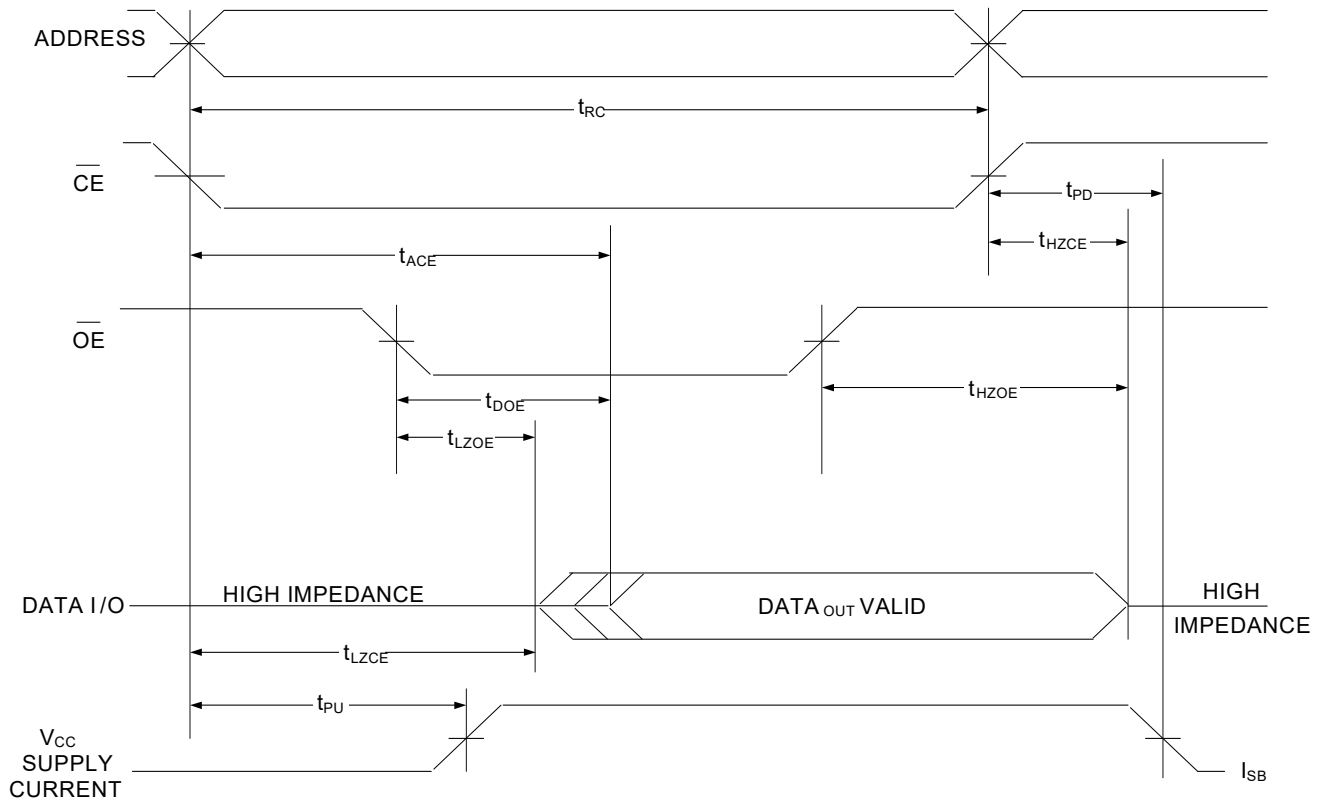 ADDRESS
tRC
CE
tPD
tHZCE
tACE
OE
tHZOE
tDOE
tLZOE
DATA I/O
HIGH IMPEDANCE
DATA OUT VALID
HIGH
IMPEDANCE
tLZCE
tPU
VCC
SUPPLY
CURRENT
ISB